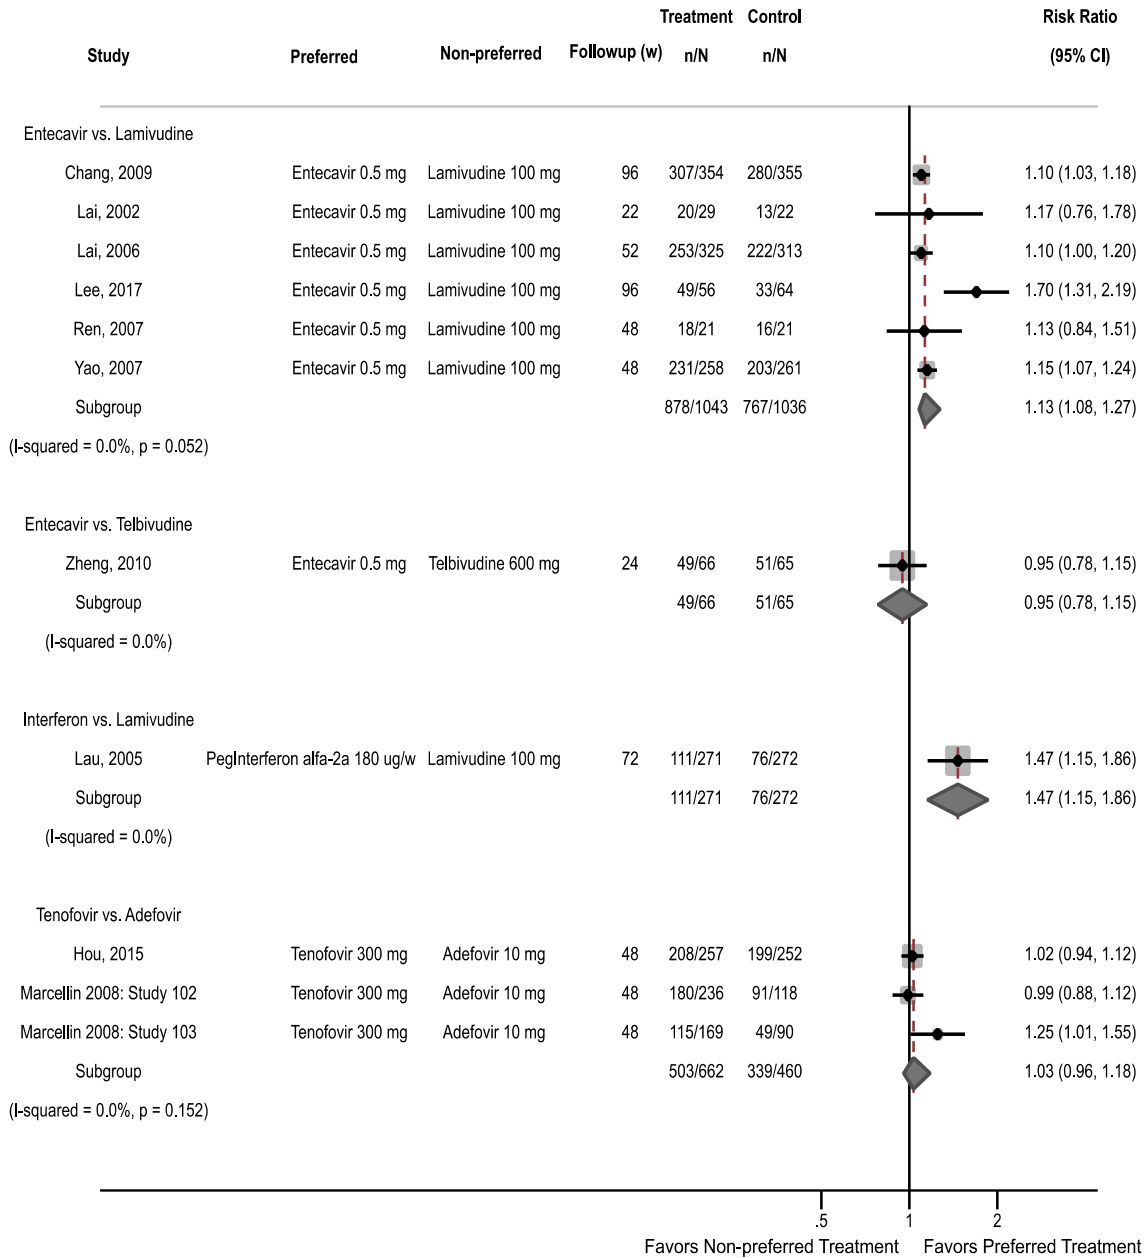 Treatment Control Risk Ratio
Study Preferred Non-preferred Followup (w) n/N n/N (95% CI)
Entecavir vs. Lamivudine
Chang, 2009 Entecavir 0.5 mg Lamivudine 100 mg 96 307/354 280/355 1.10 (1.03, 1.18)
Lai, 2002 Entecavir 0.5 mg Lamivudine 100 mg 22 20/29 13/22 1.17 (0.76, 1.78)
Lai, 2006 Entecavir 0.5 mg Lamivudine 100 mg 52 253/325 222/313 1.10 (1.00, 1.20)
Lee, 2017 Entecavir 0.5 mg Lamivudine 100 mg 96 49/56 33/64 1.70 (1.31, 2.19)
Ren, 2007 Entecavir 0.5 mg Lamivudine 100 mg 48 18/21 16/21 1.13 (0.84, 1.51)
Yao, 2007 Entecavir 0.5 mg Lamivudine 100 mg 48 231/258 203/261 1.15 (1.07, 1.24)
Subgroup 878/1043 767/1036 1.13 (1.08, 1.27)
(I-squared = 0.0%, p = 0.052)
Entecavir vs. Telbivudine
Zheng, 2010 Entecavir 0.5 mg Telbivudine 600 mg 24 49/66 51/65 0.95 (0.78, 1.15)
Subgroup 49/66 51/65 0.95 (0.78, 1.15)
(I-squared = 0.0%)
Interferon vs. Lamivudine
Lau, 2005 PegInterferon alfa-2a 180 ug/w Lamivudine 100 mg 72 111/271 76/272 1.47 (1.15, 1.86)
Subgroup 111/271 76/272 1.47 (1.15, 1.86)
(I-squared = 0.0%)
Tenofovir vs. Adefovir
Hou, 2015 Tenofovir 300 mg Adefovir 10 mg 48 208/257 199/252 1.02 (0.94, 1.12)
Marcellin 2008: Study 102 Tenofovir 300 mg Adefovir 10 mg 48 180/236 91/118 0.99 (0.88, 1.12)
Marcellin 2008: Study 103 Tenofovir 300 mg Adefovir 10 mg 48 115/169 49/90 1.25 (1.01, 1.55)
Subgroup 503/662 339/460 1.03 (0.96, 1.18)
(I-squared = 0.0%, p = 0.152)
.5 1 2
Favors Non-preferred Treatment Favors Preferred Treatment